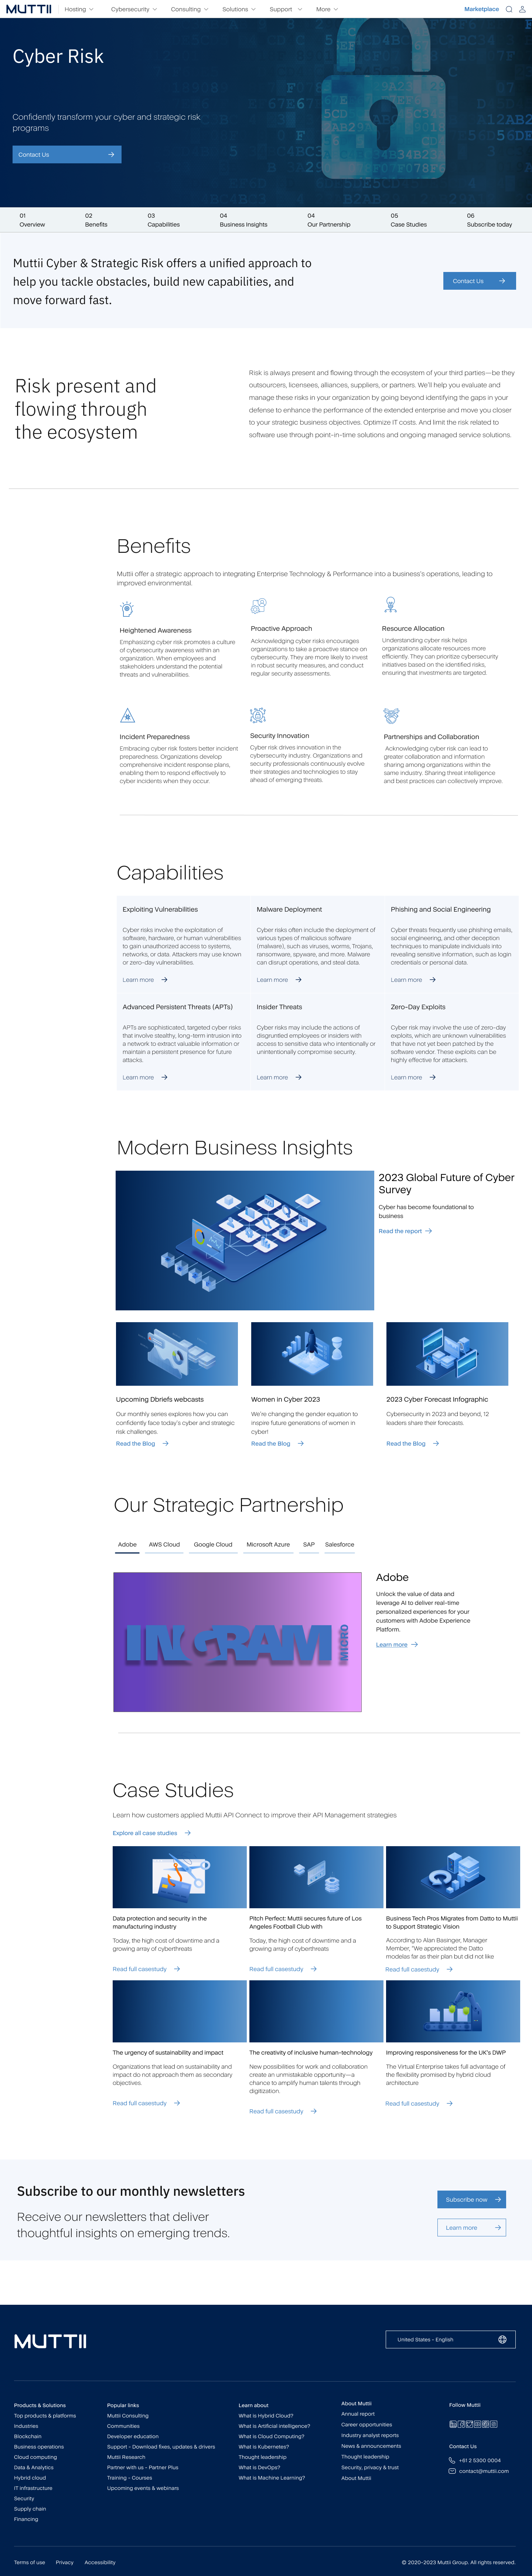 MUTTII
Hosting
Cybersecurity
Consulting
Solutions
Support
More
Marketplace
Cyber Risk
Confidently transform your cyber and strategic risk
programs
Contact Us
01
Overview
02
Benefits
03
Capabilities
04
Business Insights
04
Our Partnership
05
Case Studies
06
Subscribe today
Muttii Cyber & Strategic Risk offers a unified approach to
help you tackle obstacles, build new capabilities, and
move forward fast.
Contact Us
Risk present and
flowing through
the ecosystem
Risk is always present and flowing through the ecosystem of your third parties—be they
outsourcers, licensees, alliances, suppliers, or partners. We'll help you evaluate and
manage these risks in your organization by going beyond identifying the gaps in your
defense to enhance the performance of the extended enterprise and move you closer
to your strategic business objectives. Optimize IT costs. And limit the risk related to
software use through point-in-time solutions and ongoing managed service solutions.
Benefits
Muttii offer a strategic approach to integrating Enterprise Technology & Performance into a business's operations, leading to
improved environmental
Heightened Awareness
Emphasizing cyber risk promotes a culture
of cybersecurity awareness within an
organization. When employees and
stakeholders understand the potential
threats and vulnerabilities.
Proactive Approach
Acknowledging cyber risks encourages
organizations to take a proactive stance on
cybersecurity. They are more likely to invest
in robust security measures, and conduct
regular security assessments.
Resource Allocation
Understanding cyber risk helps
organizations allocate resources more
efficiently. They can prioritize cybersecurity
initiatives based on the identified risks,
ensuring that investments are targeted.
Incident Preparedness
Embracing cyber risk fosters better incident
preparedness. Organizations develop
comprehensive incident response plans,
enabling them to respond effectively to
cyber incidents when they occur.
Security Innovation
Cyber risk drives innovation in the
cybersecurity industry. Organizations and
security professionals continuously evolve
their strategies and technologies to stay
ahead of emerging threats.
Partnerships and Collaboration
Acknowledging cyber risk can lead to
greater collaboration and information
sharing among organizations within the
same industry. Sharing threat intelligence
and best practices can collectively improve.
Capabilities
Exploiting Vulnerabilities
Cyber risks involve the exploitation of
software, hardware, or human vulnerabilities
to gain unauthorized access to systems,
networks, or data. Attackers may use known
or zero-day vulnerabilities.
Learn more
Malware Deployment
Cyber risks often include the deployment of
various types of malicious software
(malware), such as viruses, worms, Trojans,
ransomware, spyware, and more. Malware
can disrupt operations, and steal data.
Learn more
Phishing and Social Engineering
Cyber threats frequently use phishing emails,
social engineering, and other deception
techniques to manipulate individuals into
revealing sensitive information, such as login
credentials or personal data.
Learn more
Advanced Persistent Threats (APTs)
APTs are sophisticated, targeted cyber risks
that involve stealthy, long-term intrusion into
a network to extract valuable information or
maintain a persistent presence for future
attacks.
Learn more
Insider Threats
Cyber risks may include the actions of
disgruntled employees or insiders with
access to sensitive data who intentionally or
unintentionally compromise security.
Learn more
Zero-Day Exploits
Cyber risk may involve the use of zero-day
exploits, which are unknown vulnerabilities
that have not yet been patched by the
software vendor. These exploits can be
highly effective for attackers.
Learn more
Modern Business Insights
2023 Global Future of Cyber
Survey
Cyber has become foundational to
business
Read the report
Upcoming Dbriefs webcasts
Our monthly series explores how you can
confidently face today's cyber and strategic
risk challenges.
Read the Blog
Women in Cyber 2023
We're changing the gender equation to
inspire future generations of women in
cyber!
Read the Blog
2023 Cyber Forecast Infographic
Cybersecurity in 2023 and beyond, 12
leaders share their forecasts.
Read the Blog
Our Strategic Partnership
Adobe
AWS Cloud
Google Cloud
Microsoft Azure
SAP
Salesforce
INGRAM MICRO
Adobe
Unlock the value of data and
leverage AI to deliver real-time
personalized experiences for your
customers with Adobe Experience
Platform.
Learn more
Case Studies
Learn how customers applied Muttii API Connect to improve their API Management strategies
Explore all case studies
Data protection and security in the
manufacturing industry
Today, the high cost of downtime and a
growing array of cyberthreats
Read full casestudy
Pitch Perfect: Muttii secures future of Los
Angeles Football Club with
Today, the high cost of downtime and a
growing array of cyberthreats
Read full casestudy
Business Tech Pros Migrates from Datto to Muttii
to Support Strategic Vision
According to Alan Basinger, Manager
Member, "We appreciated the Datto
modelas far as their plan but did not like
Read full casestudy
The urgency of sustainability and impact
Organizations that lead on sustainability and
impact do not approach them as secondary
objectives.
Read full casestudy
The creativity of inclusive human-technology
New possibilities for work and collaboration
create an unmistakable opportunity—a
chance to amplify human talents through
digitization.
Read full casestudy
Improving responsiveness for the UK's DWP
The Virtual Enterprise takes full advantage of
the flexibility promised by hybrid cloud
architecture
Read full casestudy
Subscribe to our monthly newsletters
Receive our newsletters that deliver
thoughtful insights on emerging trends.
Subscribe now
Learn more
MUTTII
United States - English
Products & Solutions
Top products & platforms
Industries
Blockchain
Business operations
Cloud computing
Data & Analytics
Hybrid cloud
IT infrastructure
Security
Supply chain
Financing
Popular links
Muttii Consulting
Communities
Developer education
Support - Download fixes, updates & drivers
Muttii Research
Partner with us - Partner Plus
Training - Courses
Upcoming events & webinars
Learn about
What is Hybrid Cloud?
What is Artificial intelligence?
What is Cloud Computing?
What is Kubernetes?
Thought leadership
What is DevOps?
What is Machine Learning?
About Muttii
Annual report
Career opportunities
Industry analyst reports
News & announcements
Thought leadership
Security, privacy & trust
About Muttii
Follow Muttii
Contact Us
+61 2 5300 0004
contact@muttii.com
Terms of use
Privacy
Accessibility
© 2020-2023 Muttii Group. All rights reserved.